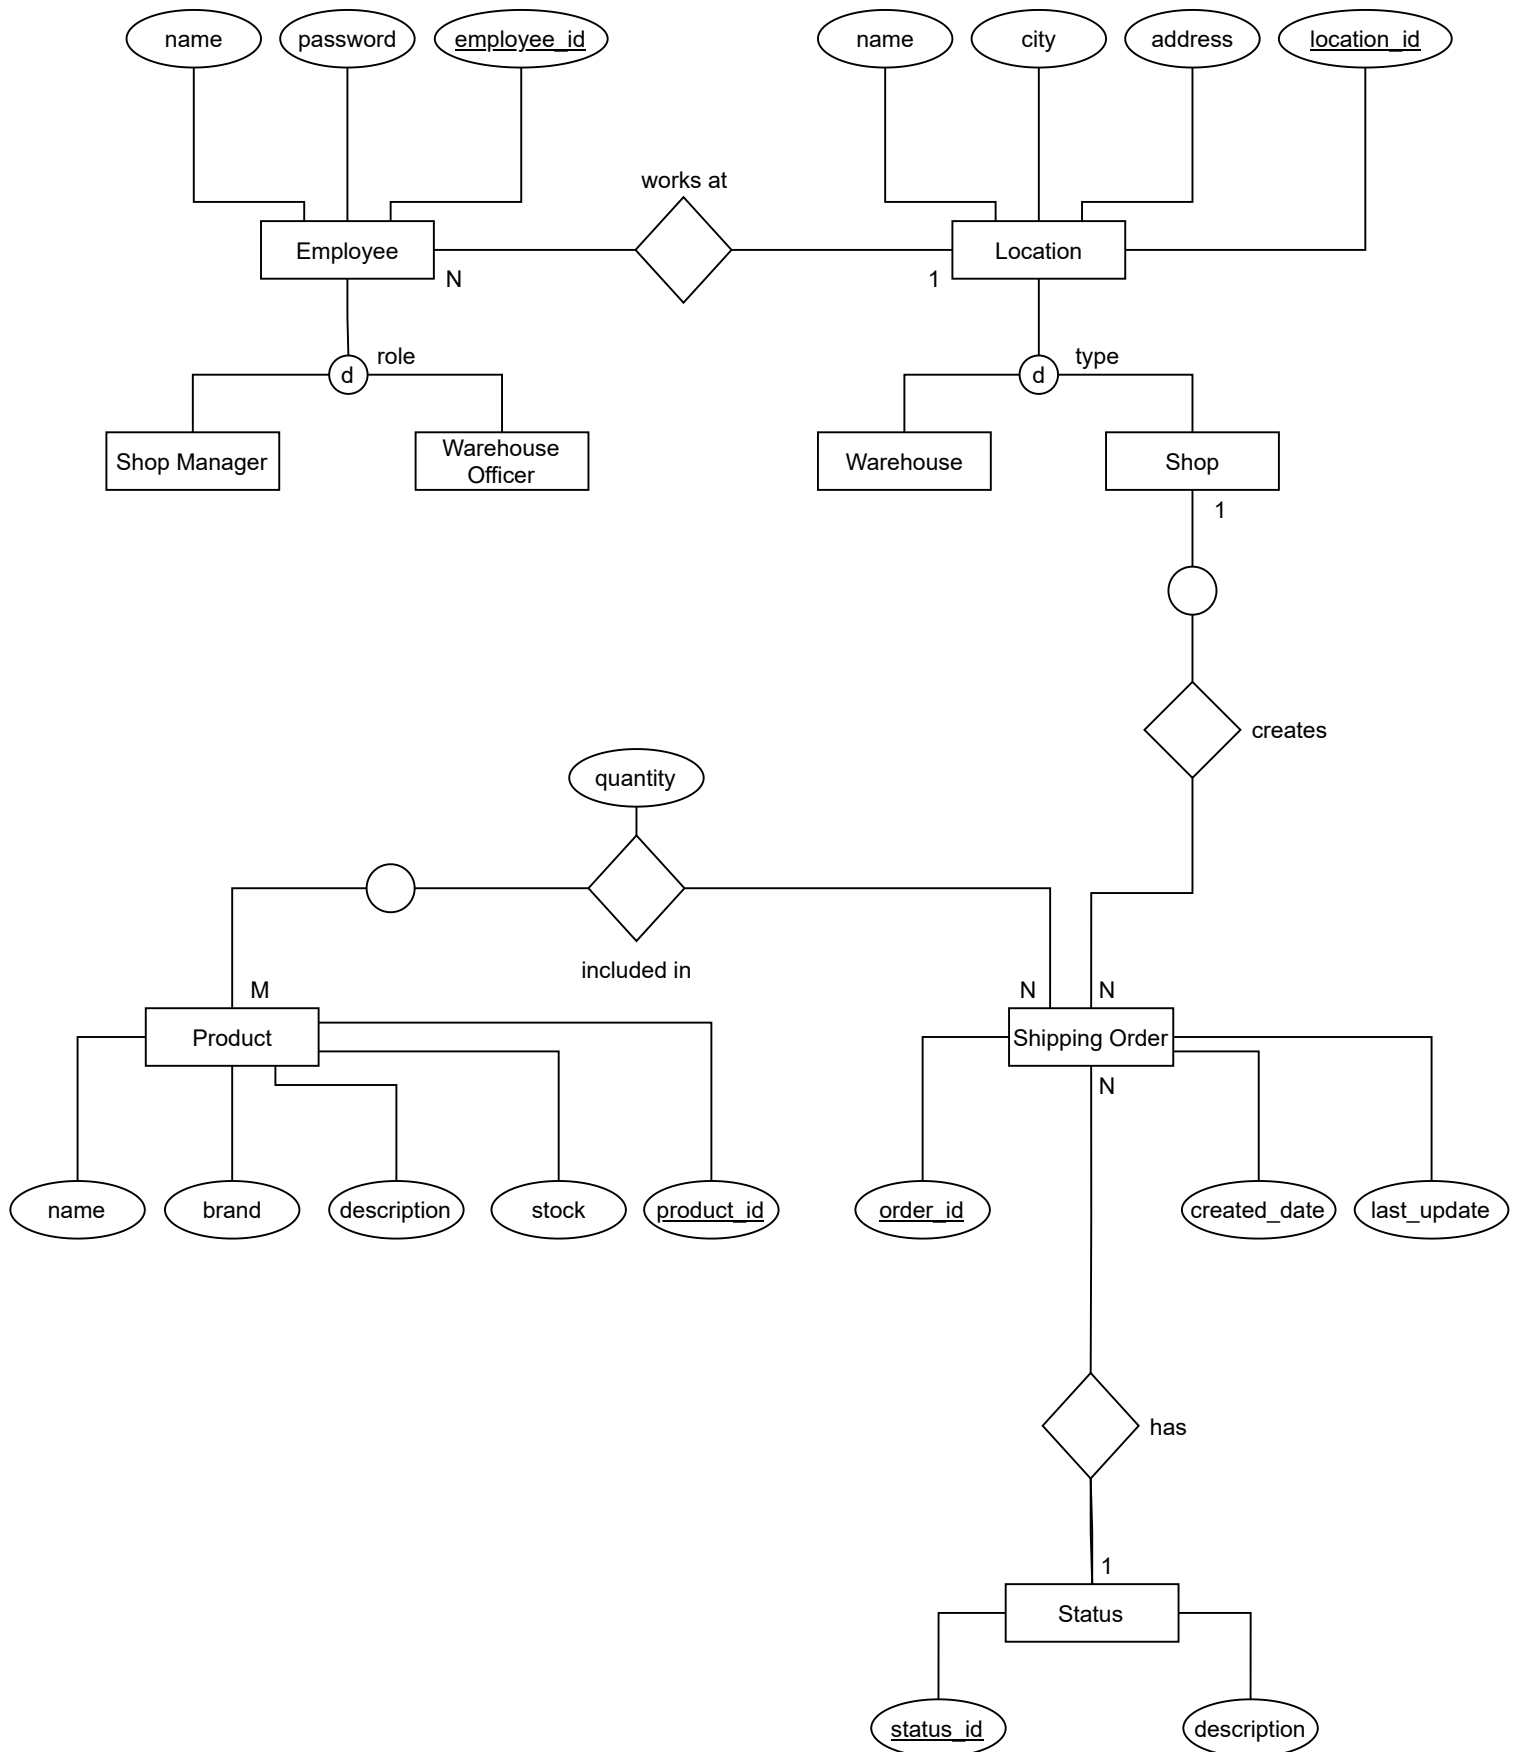 name
password
employee_id
name
city
address
location_id
works at
Employee
Location
N
1
role
type
d
d
Shop Manager
Warehouse
Officer
Warehouse
Shop
1
creates
quantity
included in
M
N
N
Product
Shipping Order
N
name
brand
description
stock
product_id
order_id
created_date
last_update
has
1
Status
status_id
description